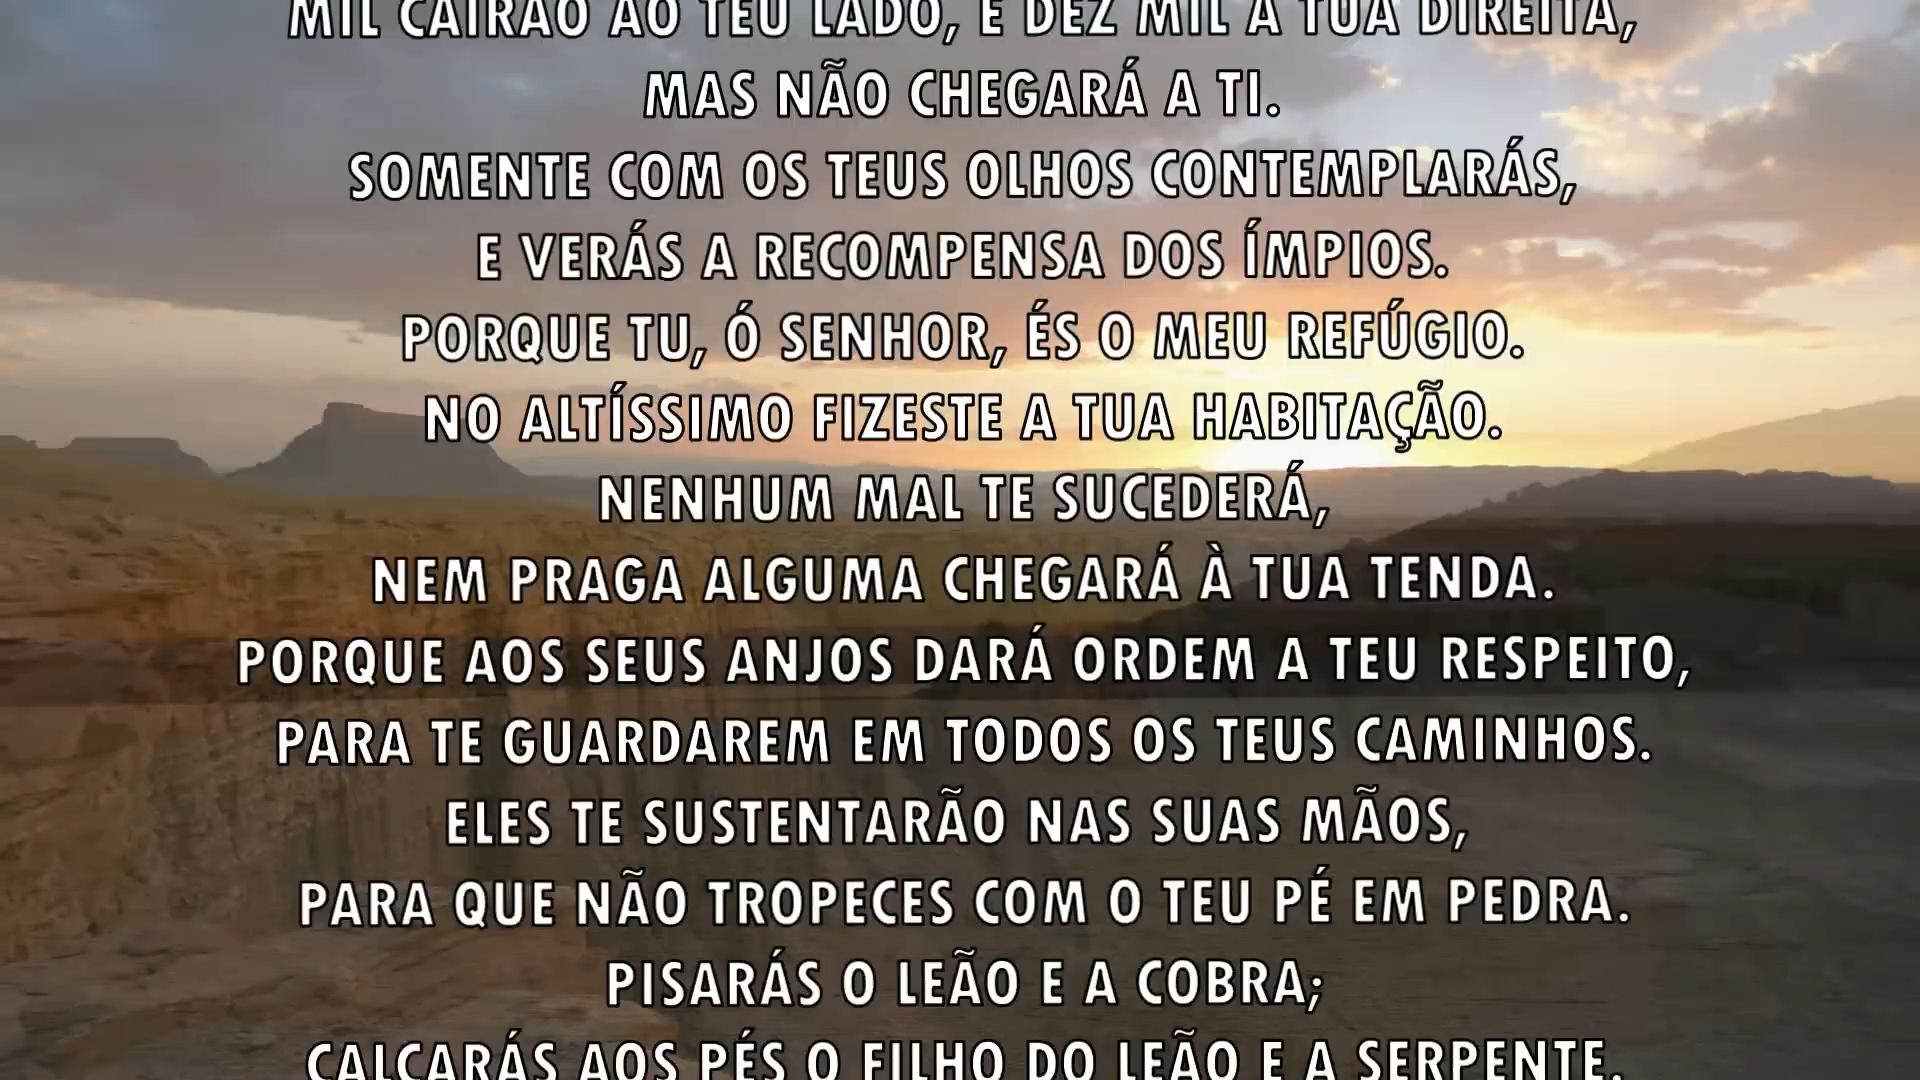 MIL CAIRÃO AO TEU LADO, E DEZ MIL À TUA DIREITA,
MAS NÃO CHEGARÁ A TI.
SOMENTE COM OS TEUS OLHOS CONTEMPLARÁS,
E VERÁS A RECOMPENSA DOS ÍMPIOS.
PORQUE TU, Ó SENHOR, ÉS O MEU REFÚGIO.
NO ALTÍSSIMO FIZESTE A TUA HABITAÇÃO.
NENHUM MAL TE SUCEDERÁ,
NEM PRAGA ALGUMA CHEGARÁ À TUA TENDA.
PORQUE AOS SEUS ANJOS DARÁ ORDEM A TEU RESPEITO,
PARA TE GUARDAREM EM TODOS OS TEUS CAMINHOS.
ELES TE SUSTENTARÃO NAS SUAS MÃOS,
PARA QUE NÃO TROPECES COM O TEU PÉ EM PEDRA.
PISARÁS O LEÃO E A COBRA;
CALCARÁS AOS PÉS O FILHO DO LEÃO E A SERPENTE.